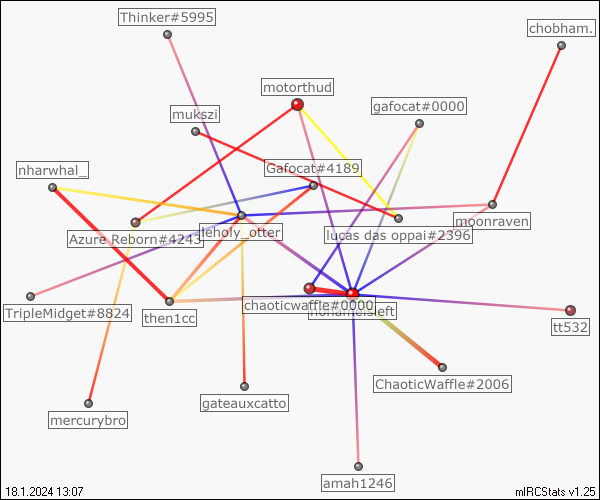 Thinker#5995
chobham.
motorthud
gafocat#0000
mukszi
nharwhal_
Gafocat#4189
moonraven
leholy_otter
lucas das oppai#2396
Azure Reborn#4243
TripleMidget#8824
chaoticwaffle#0000
nonameisleft
then1cc
tt532
ChaoticWaffle#2006
gateauxcatto
mercurybro
amah1246
18.1.2024 13:07
mIRCStats v1.25